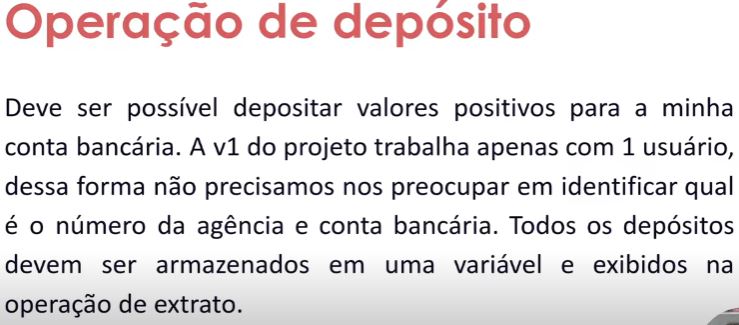 Operação de depósito
Deve ser possível depositar valores positivos para a minha
conta bancária. A v1 do projeto trabalha apenas com 1 usuário,
dessa forma não precisamos nos preocupar em identificar qual
é o número da agência e conta bancária. Todos os depósitos
devem ser armazenados em uma variável e exibidos na
operação de extrato.